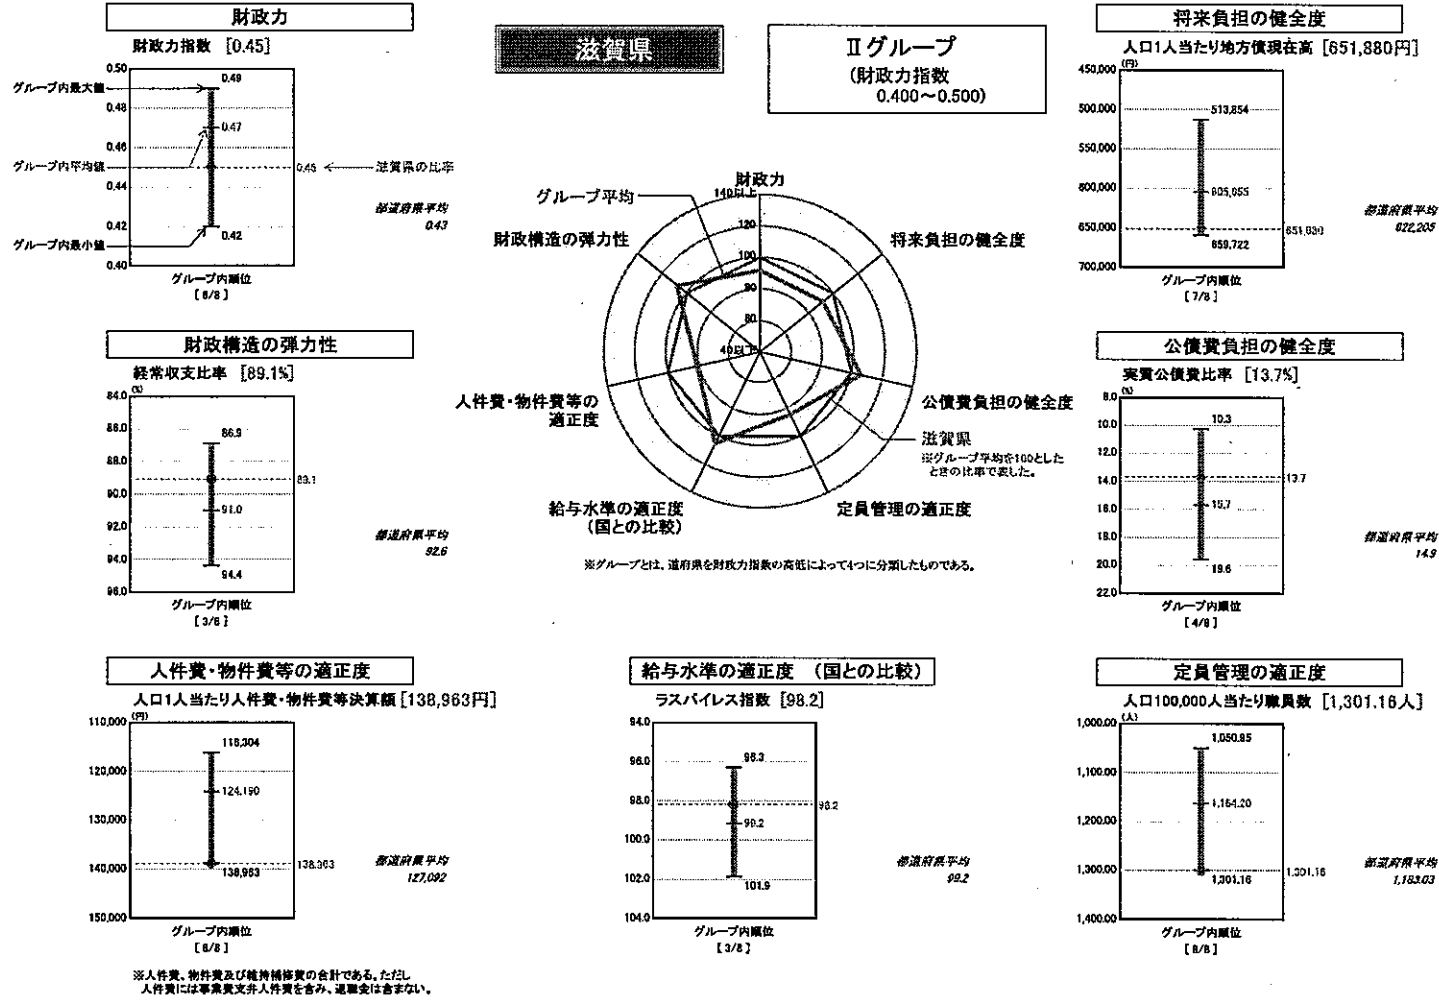 財政力
財政力指数 [0.45]
0.50
0.48
0.46
0.44
0.42
0.40
グループ内最大値
グループ内平均値
グループ内最小値
0.49
0.47
0.45
0.42
滋賀県の比率
都道府県平均
0.43
グループ内順位
[6/8]
滋賀県
Ⅱグループ
(財政力指数
0.400～0.500)
将来負担の健全度
人口1人当たり地方債現在高 [651,880円]
(円)
450,000
500,000
550,000
600,000
650,000
700,000
513,854
659,722
都道府県平均
622,205
グループ内順位
[7/8]
財政構造の弾力性
経常収支比率 [89.1%]
(%)
84.0
86.0
88.0
90.0
92.0
94.0
96.0
86.9
89.1
91.0
94.4
都道府県平均
92.6
グループ内順位
グループ平均
財政力
140以上
120
100
90
80
40以下
将来負担の健全度
公債費負担の健全度
定員管理の適正度
給与水準の適正度
(国との比較)
人件費・物件費等の
適正度
財政構造の弾力性
滋賀県
※グループ平均を100とした
ときの比率で表した。
※グループとは、道府県を財政力指数の高低によって4つに分類したものである。
公債費負担の健全度
実質公債費比率 [13.7%]
(%)
8.0
10.0
12.0
14.0
16.0
18.0
20.0
22.0
10.3
13.7
15.7
19.6
都道府県平均
14.9
グループ内順位
人件費・物件費等の適正度
人口1人当たり人件費・物件費等決算額 [138,963円]
(円)
110,000
120,000
130,000
140,000
150,000
124,190
138,963
138,963
都道府県平均
127,092
グループ内順位
※人件費、物件費及び維持補修費の合計である。ただし
人件費には事業費支弁人件費を含み、退職金は含まない。
給与水準の適正度 (国との比較)
ラスパイレス指数 [98.2]
94.0
96.0
98.0
100.0
102.0
104.0
96.3
98.2
99.2
101.9
都道府県平均
99.2
グループ内順位
定員管理の適正度
人口100,000人当たり職員数 [1,301.16人]
(人)
1,000.00
1,100.00
1,200.00
1,300.00
1,400.00
1,301.16
1,301.16
都道府県平均
グループ内順位